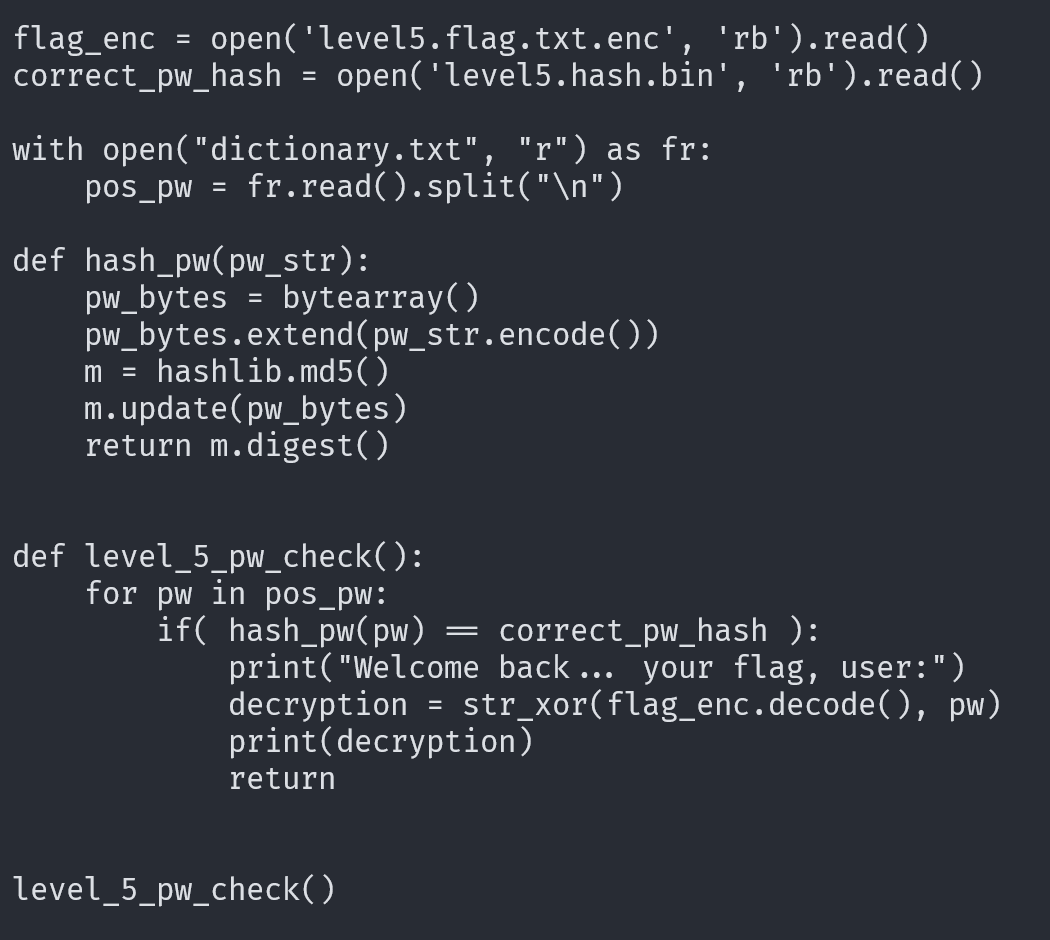 flag_enc = open('level5.flag.txt.enc', 'rb').read()
correct_pw_hash = open('level5.hash.bin', 'rb').read()

with open("dictionary.txt", "r") as fr:
    pos_pw = fr.read().split("\n")

def hash_pw(pw_str):
    pw_bytes = bytearray()
    pw_bytes.extend(pw_str.encode())
    m = hashlib.md5()
    m.update(pw_bytes)
    return m.digest()


def level_5_pw_check():
    for pw in pos_pw:
        if( hash_pw(pw) == correct_pw_hash ):
            print("Welcome back... your flag, user:")
            decryption = str_xor(flag_enc.decode(), pw)
            print(decryption)
            return


level_5_pw_check()